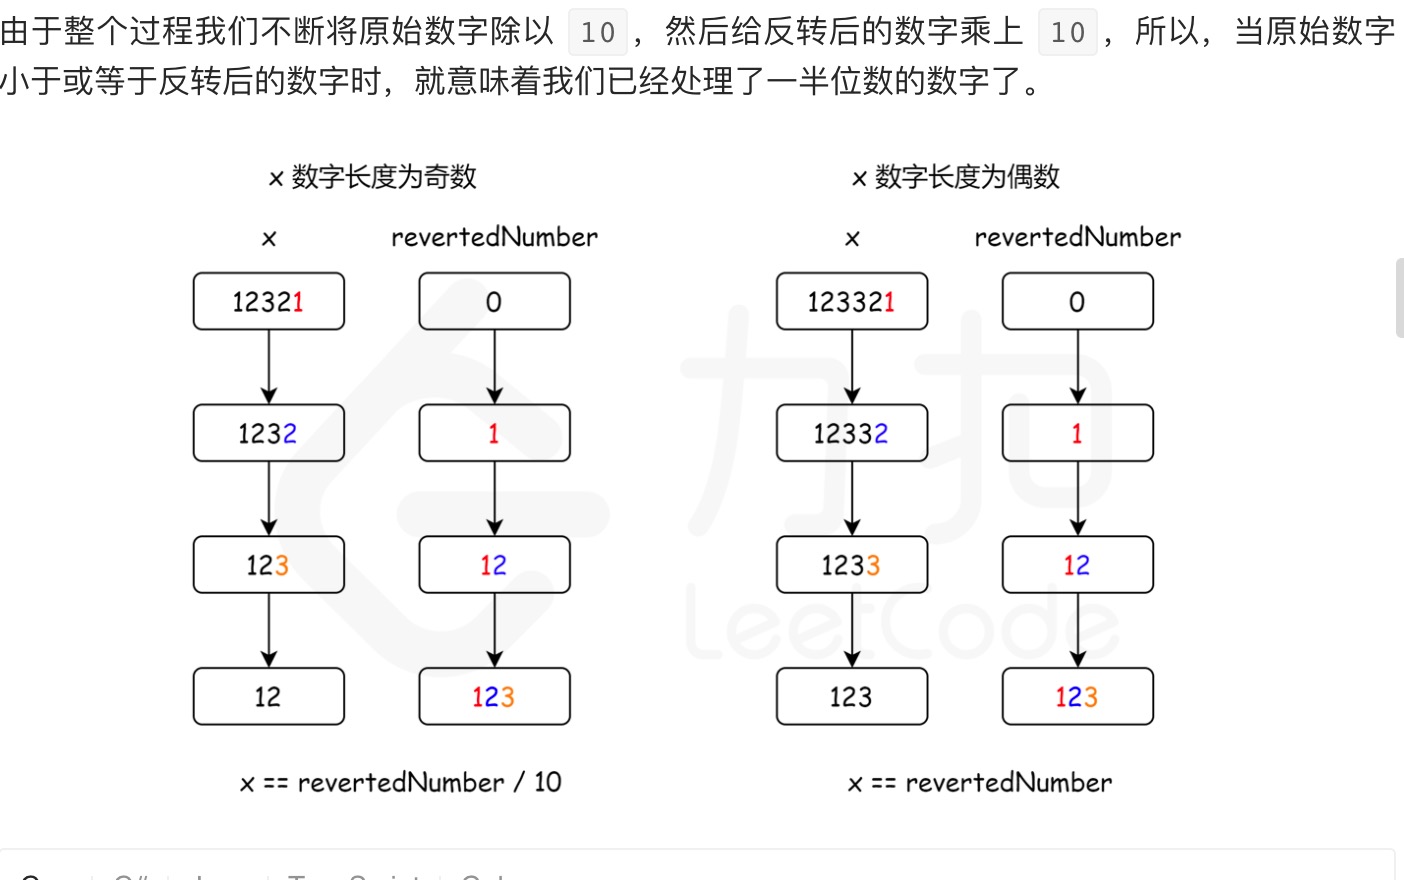 由于整个过程我们不断将原始数字除以 10 ，然后给反转后的数字乘上 10 ，所以，当原始数字
小于或等于反转后的数字时，就意味着我们已经处理了一半位数的数字了。
x 数字长度为奇数
x revertedNumber
12321 0
1232 1
123 12
12 123
x == revertedNumber / 10
x 数字长度为偶数
x revertedNumber
123321 0
12332 1
1233 12
123 123
x == revertedNumber
力扣
LeetCode